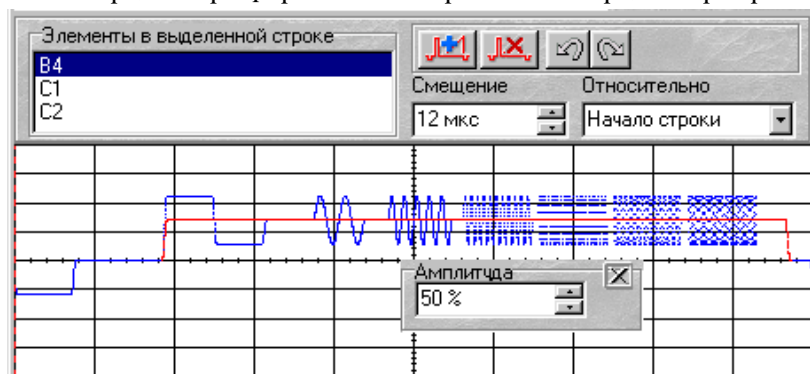 Элементы в выделенной строке
B4
C1
C2
Смещение
Относительно
12 мкс
Начало строки
Амплитуда
50 %